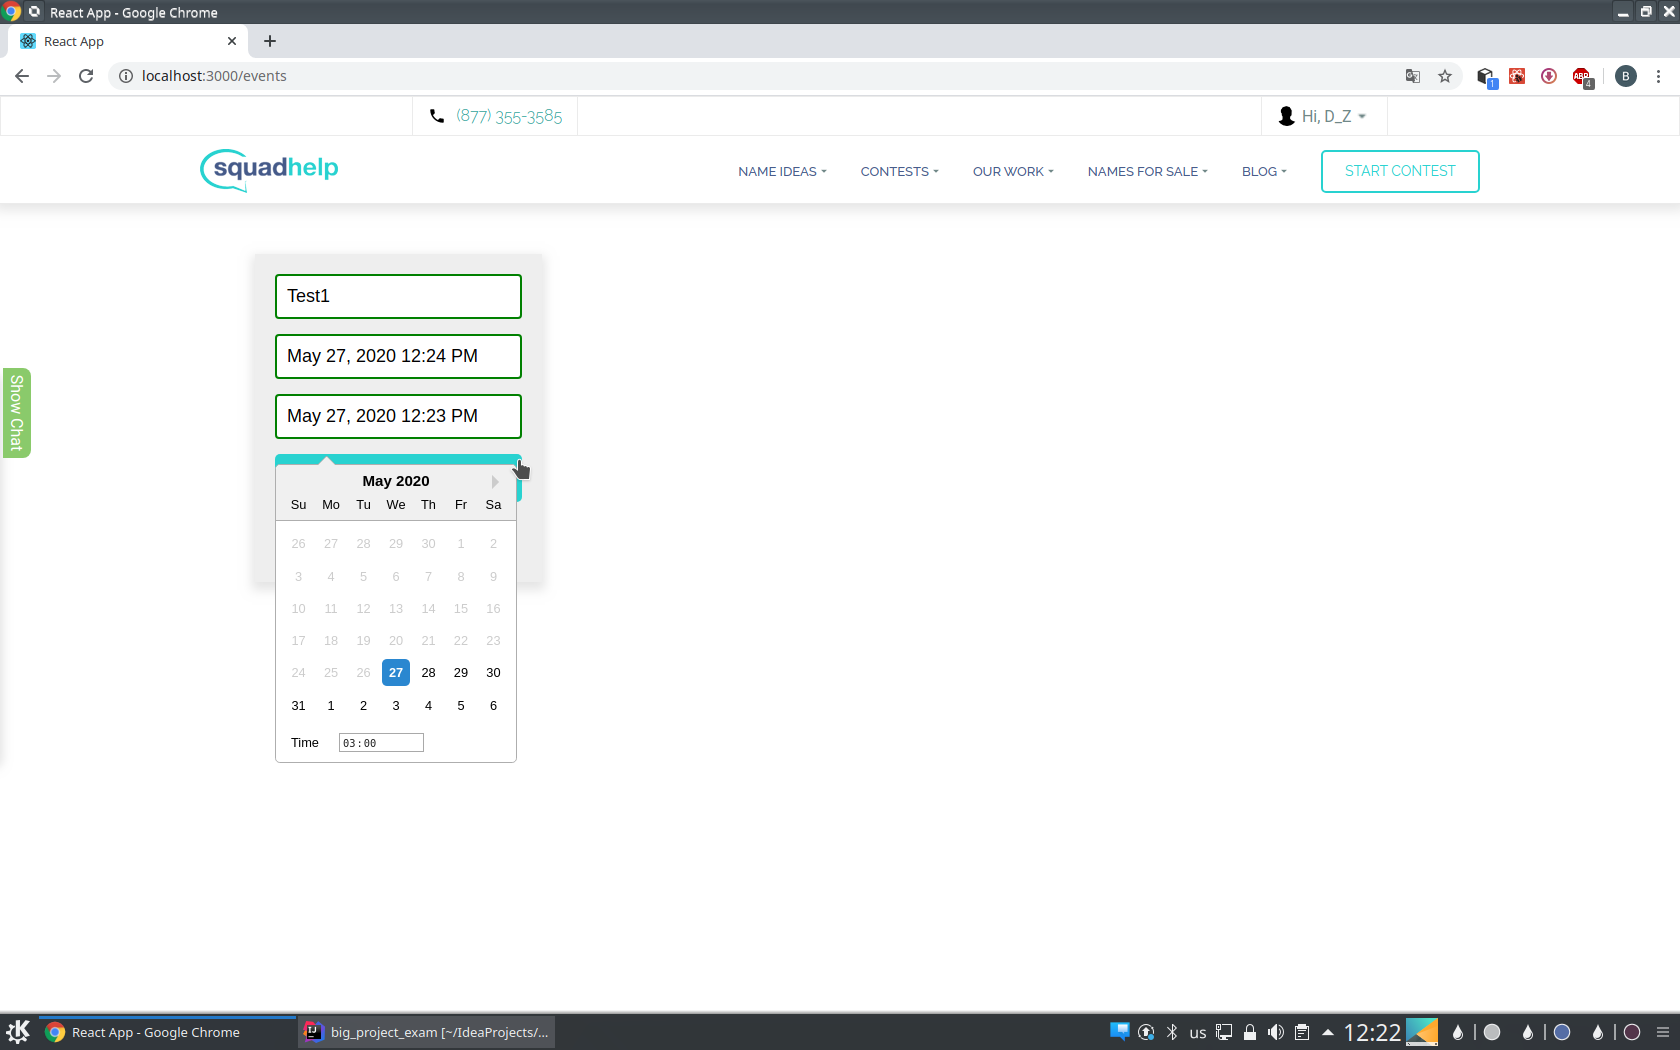 React App - Google Chrome
React App
localhost:3000/events
1
ABP
4
B
(877) 355-3585
Hi, D_Z
squadhelp
NAME IDEAS
CONTESTS
OUR WORK
NAMES FOR SALE
BLOG
START CONTEST
Test1
May 27, 2020 12:24 PM
May 27, 2020 12:23 PM
Show Chat
May 2020
Su Mo Tu We Th Fr Sa
26 27 28 29 30 1 2
3 4 5 6 7 8 9
10 11 12 13 14 15 16
17 18 19 20 21 22 23
24 25 26 27 28 29 30
31 1 2 3 4 5 6
Time 03:00
React App - Google Chrome
IJ
big_project_exam [~/IdeaProjects/...
us
12:22